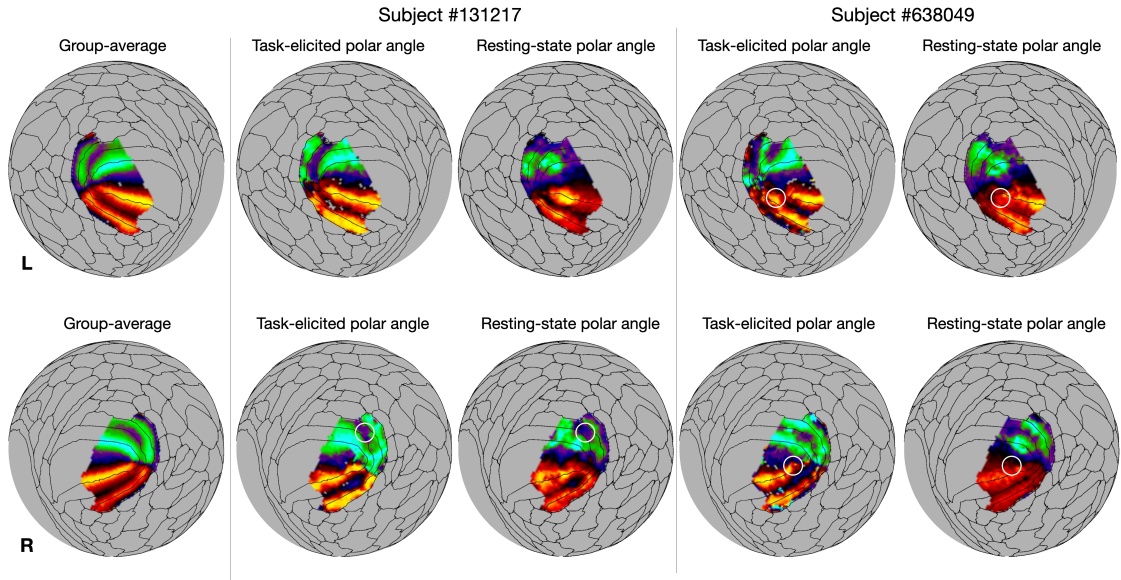 Subject #131217
Subject #638049
Group-average
Task-elicited polar angle
Resting-state polar angle
Task-elicited polar angle
Resting-state polar angle
L
Group-average
Task-elicited polar angle
Resting-state polar angle
Task-elicited polar angle
Resting-state polar angle
R